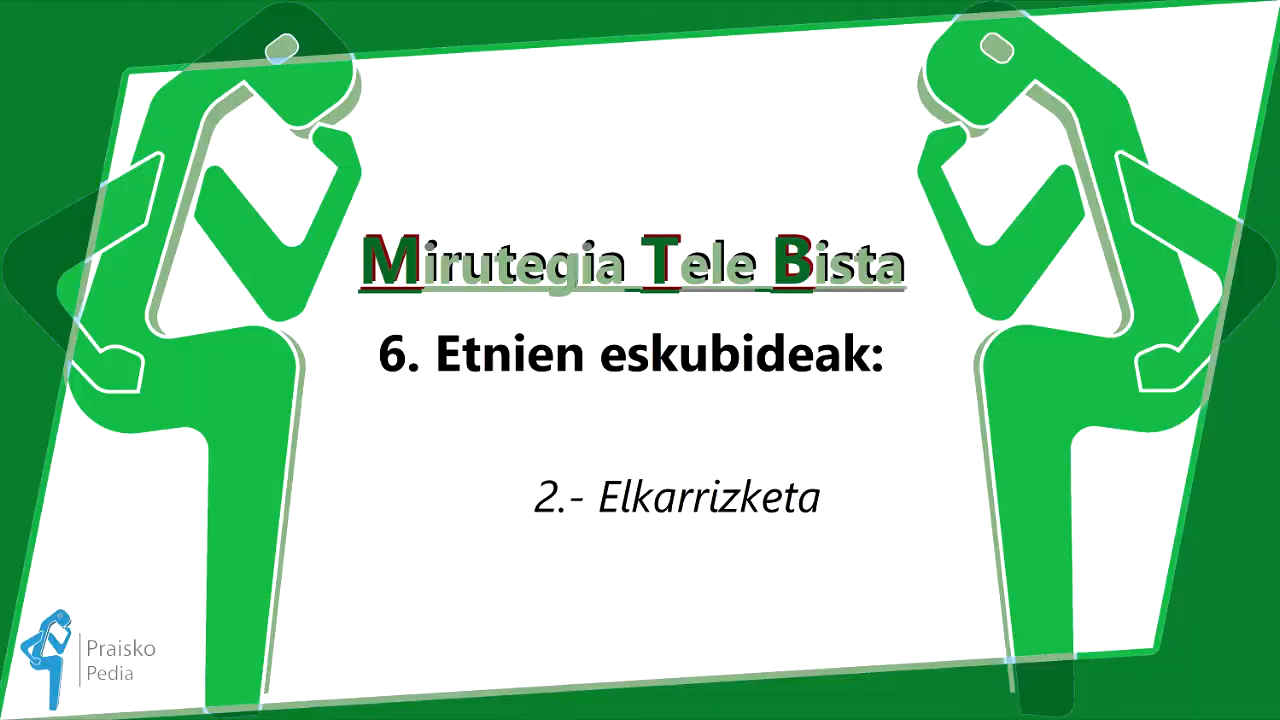 Mirutegia Tele Bista
6. Etnien eskubideak:
2.- Elkarrizketa
Praisko
Pedia